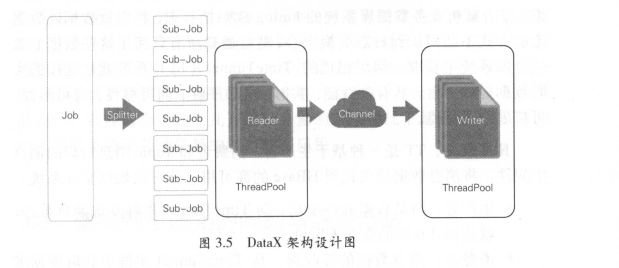 Job
Splitter
Sub-Job
Sub-Job
Sub-Job
Sub-Job
Sub-Job
Sub-Job
Sub-Job
Sub-Job
Reader
ThreadPool
Channel
Writer
ThreadPool
图 3.5 DataX 架构设计图